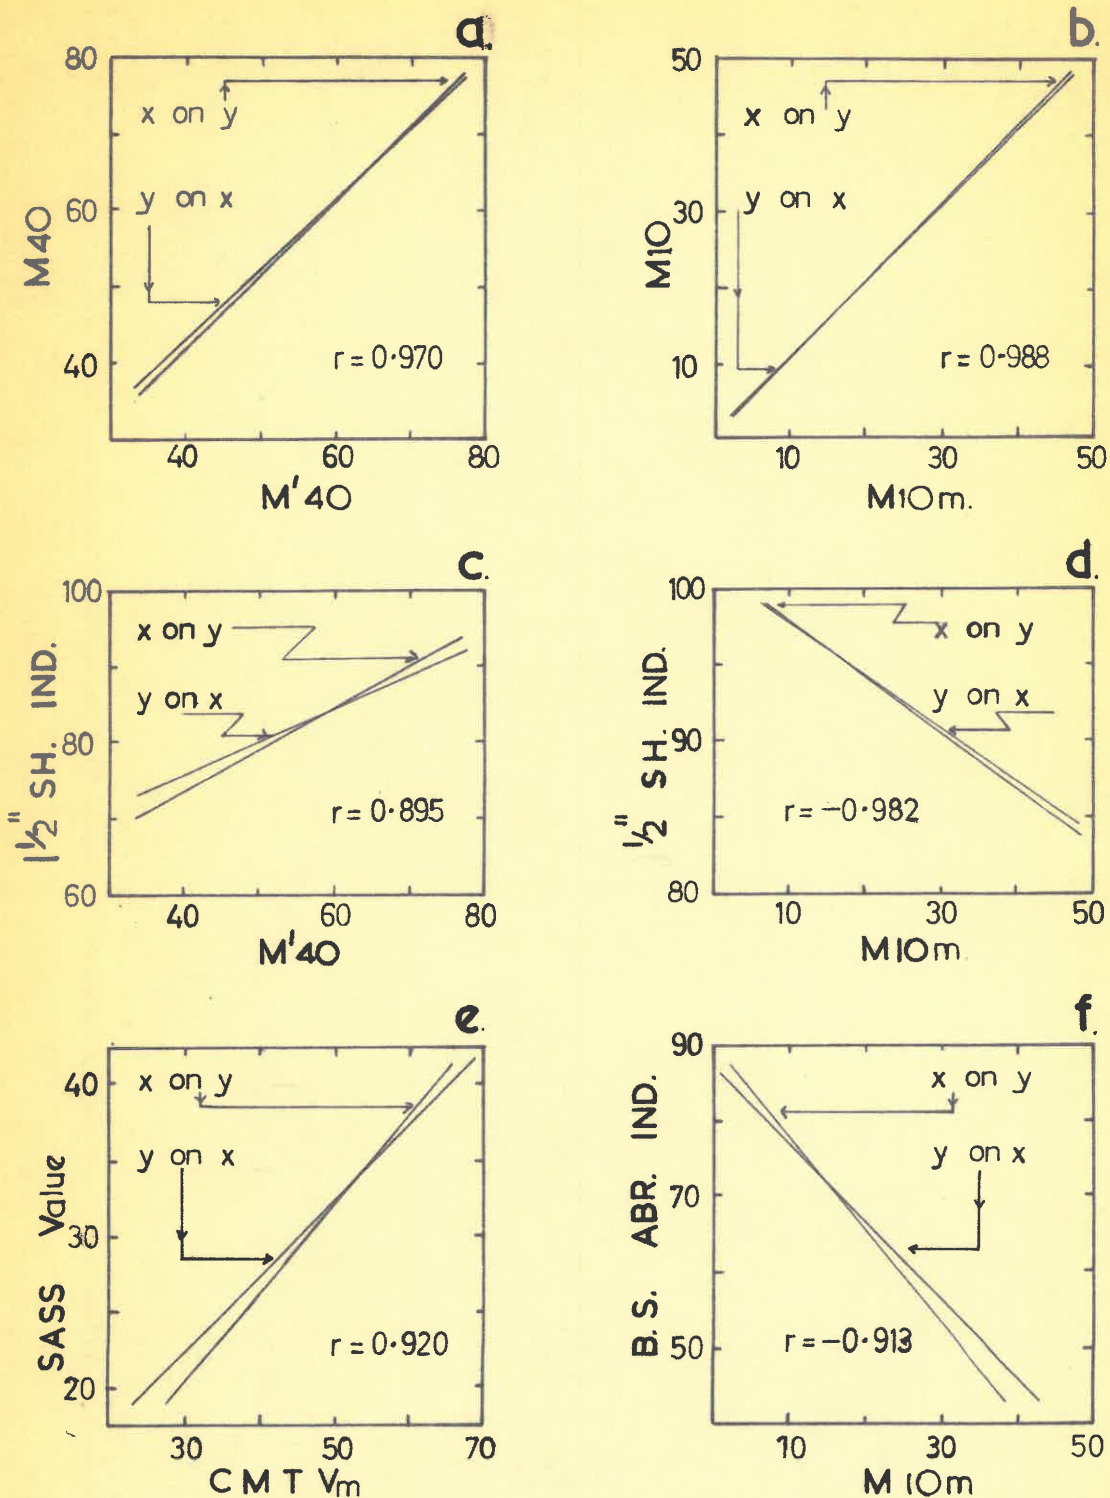 a.
80
60
40
M40
x on y
y on x
r = 0·970
40 60 80
M'40
b.
50
30
10
M10
x on y
y on x
r = 0·988
10 30 50
M10m.
c.
100
80
60
1½" SH. IND.
x on y
y on x
r = 0·895
40 60 80
M'40
d.
100
90
80
½" SH. IND.
x on y
y on x
r = -0·982
10 30 50
M10m.
e.
40
30
20
SASS Value
x on y
y on x
r = 0·920
30 50 70
CMT Vm
f.
90
70
50
B.S. ABR. IND.
x on y
y on x
r = -0·913
10 30 50
M10m